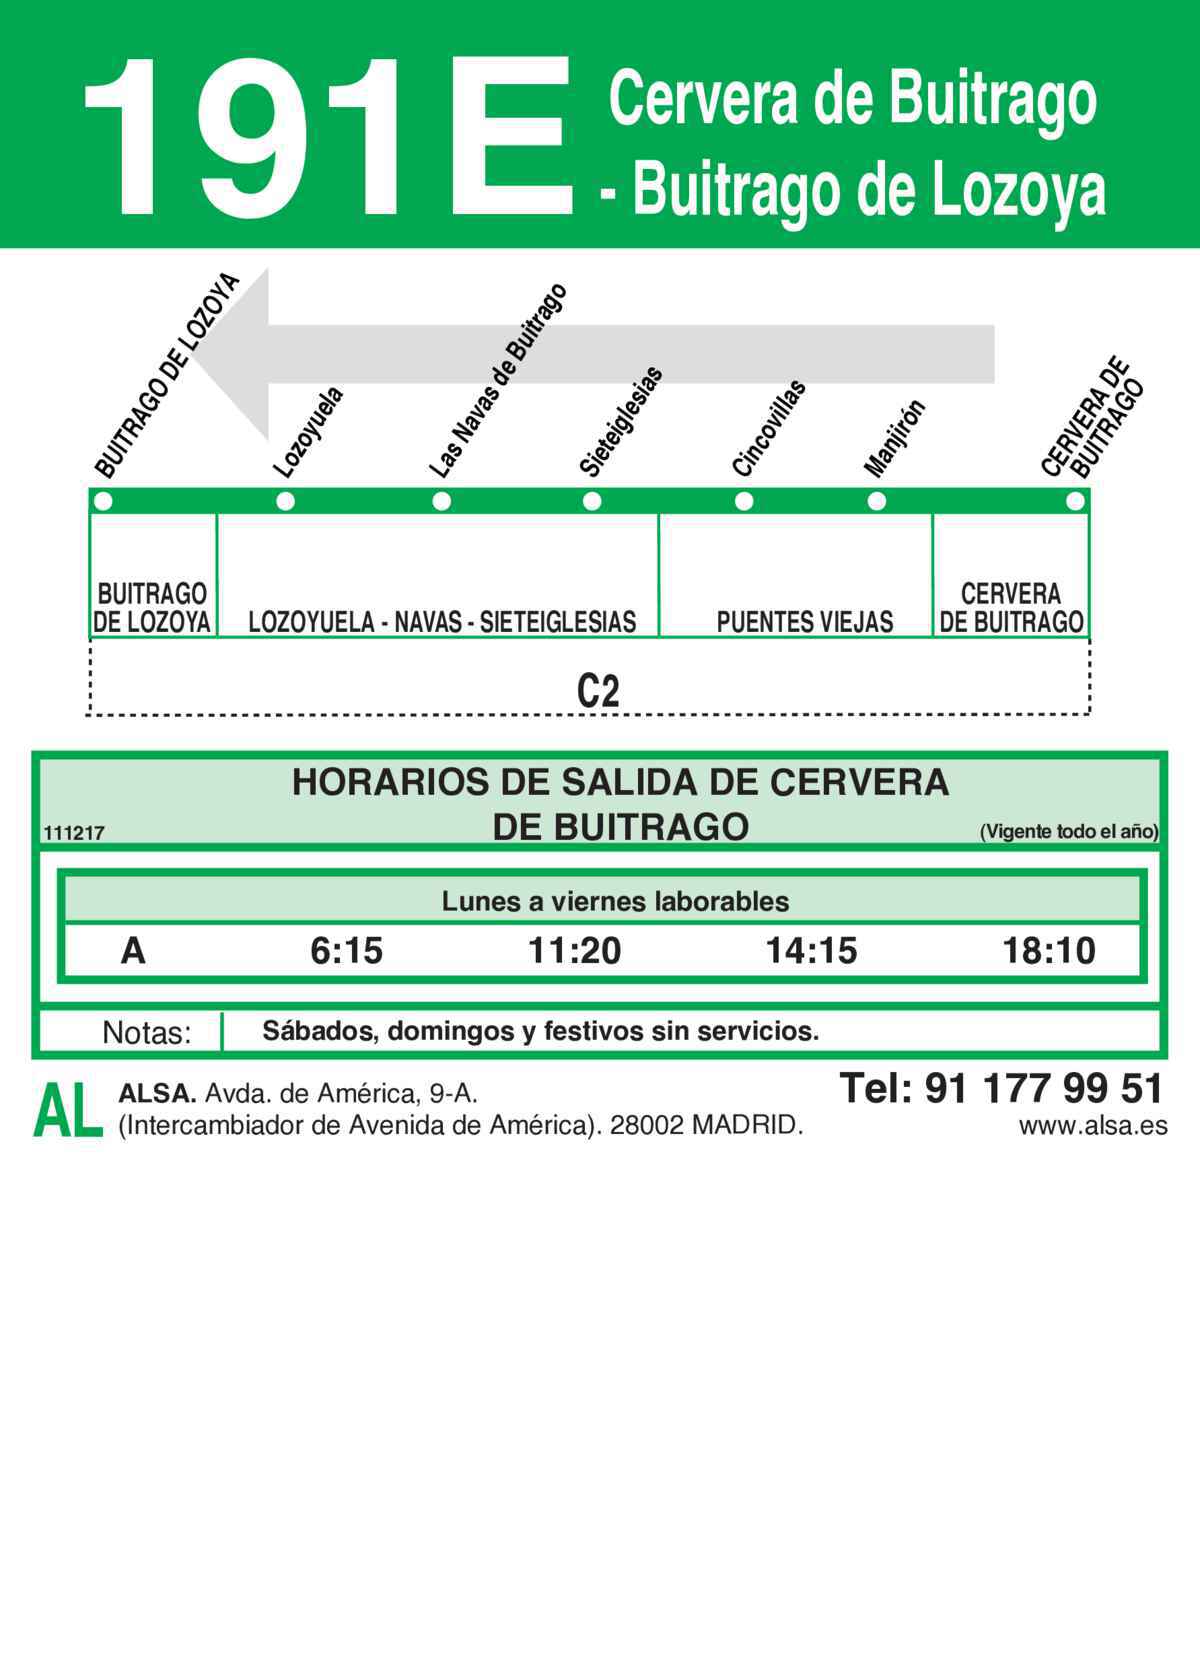 191E
Cervera de Buitrago
- Buitrago de Lozoya
BUITRAGO DE LOZOYA
Lozoyuela
Las Navas de Buitrago
Sieteiglesias
Cincovillas
Manjirón
CERVERA DE
BUITRAGO
BUITRAGO
DE LOZOYA
LOZOYUELA - NAVAS - SIETEIGLESIAS
PUENTES VIEJAS
CERVERA
DE BUITRAGO
C2
HORARIOS DE SALIDA DE CERVERA
DE BUITRAGO
111217
(Vigente todo el año)
Lunes a viernes laborables
A 6:15 11:20 14:15 18:10
Notas: Sábados, domingos y festivos sin servicios.
AL
ALSA. Avda. de América, 9-A.
(Intercambiador de Avenida de América). 28002 MADRID.
Tel: 91 177 99 51
www.alsa.es